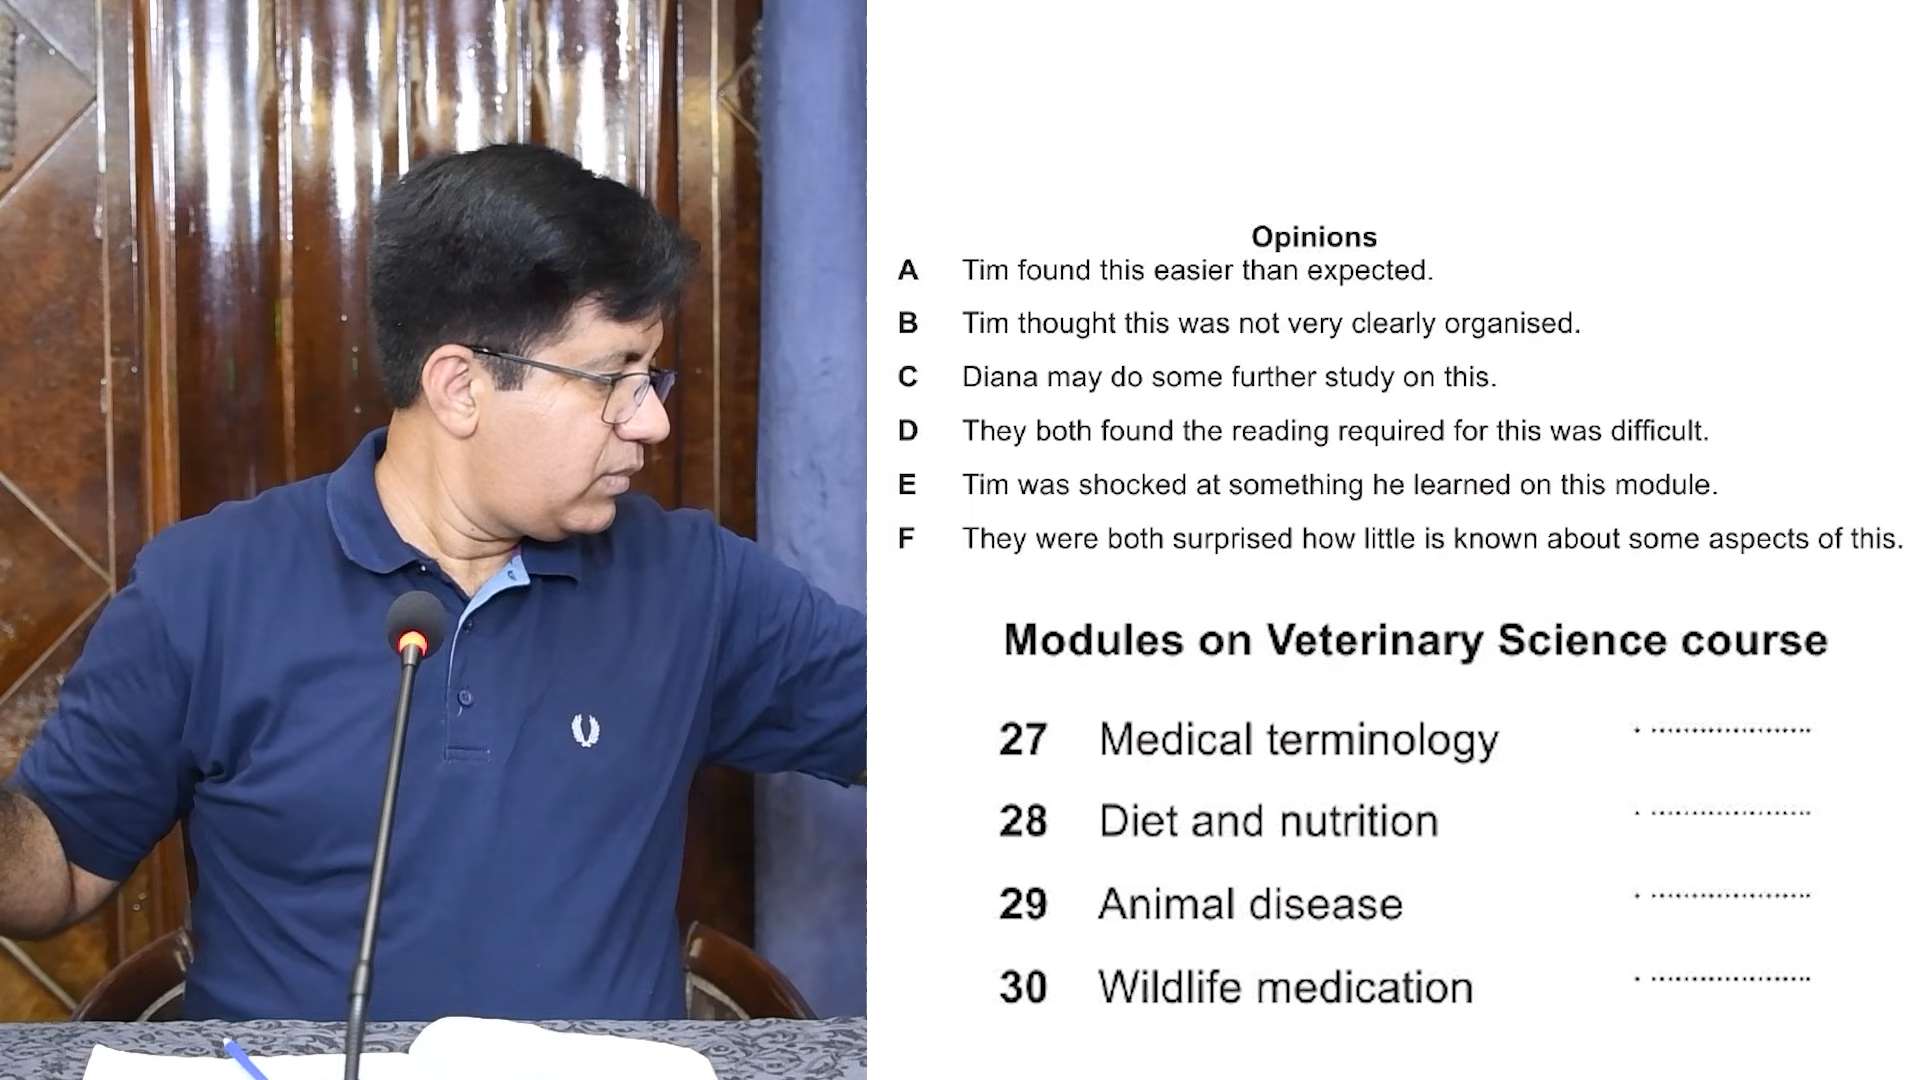 Opinions
A Tim found this easier than expected.
B Tim thought this was not very clearly organised.
C Diana may do some further study on this.
D They both found the reading required for this was difficult.
E Tim was shocked at something he learned on this module.
F They were both surprised how little is known about some aspects of this.
Modules on Veterinary Science course
27 Medical terminology ....................
28 Diet and nutrition ....................
29 Animal disease ....................
30 Wildlife medication ....................